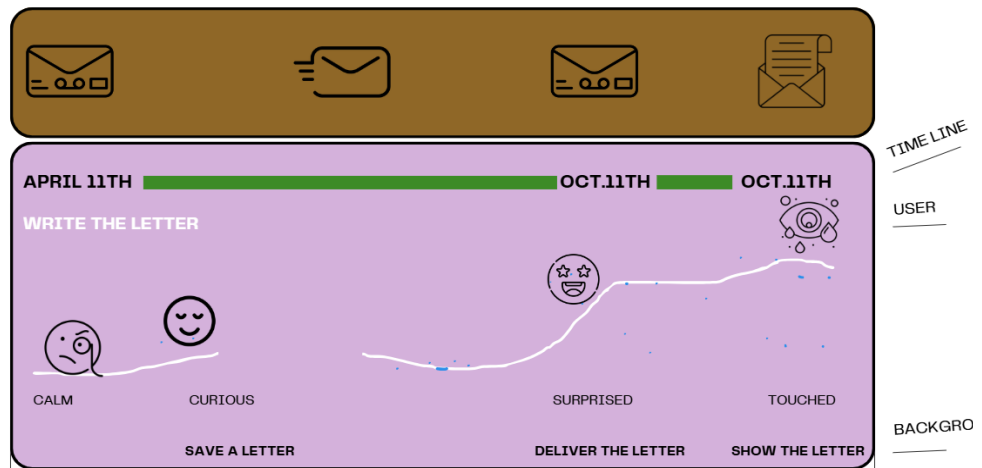 TIME LINE
APRIL 11TH OCT.11TH OCT.11TH
USER
WRITE THE LETTER
CALM CURIOUS SURPRISED TOUCHED
BACKGRO
SAVE A LETTER DELIVER THE LETTER SHOW THE LETTER